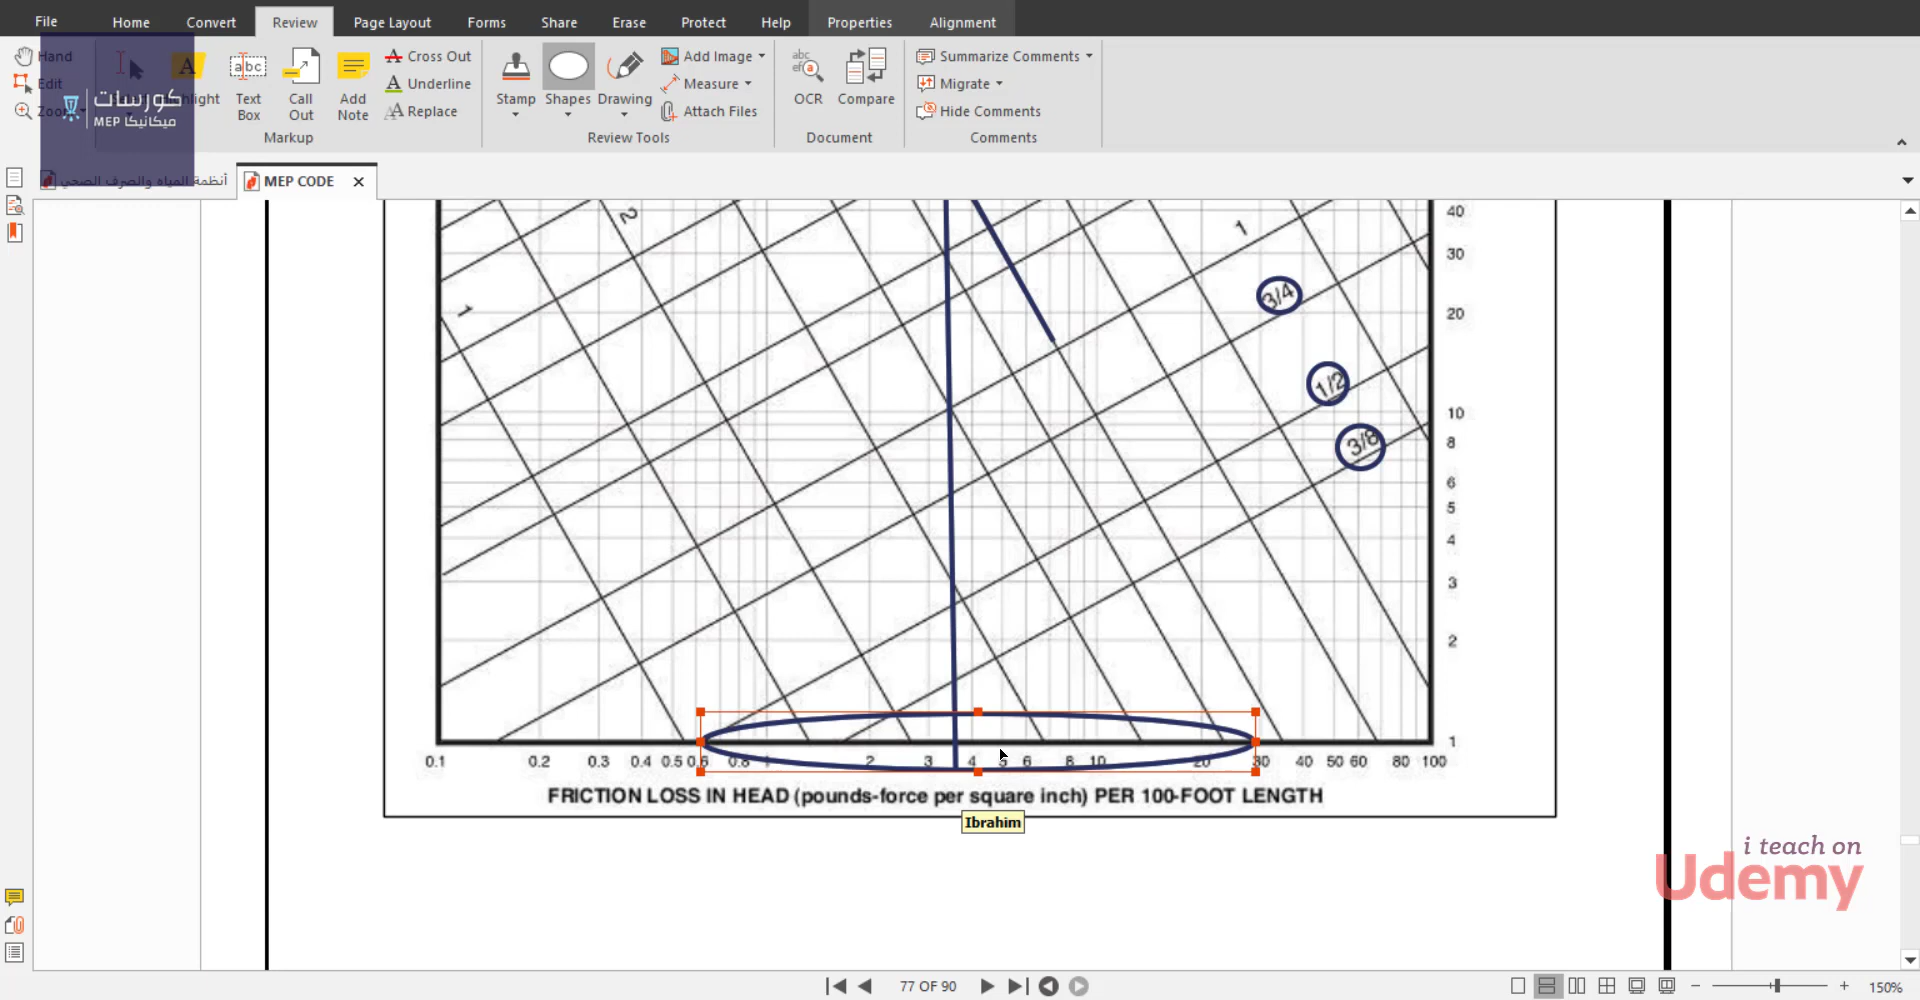 File Home Convert Review Page Layout Forms Share Erase Protect Help Properties Alignment
Hand
Edit
Text Box
Call Out
Add Note
Cross Out
Underline
Replace
Markup
Stamp
Shapes
Drawing
Add Image
Measure
Attach Files
Review Tools
abc
OCR
Compare
Document
Summarize Comments
Migrate
Hide Comments
Comments
كورسات
MEP ميكانيكا
أنظمة المياه والصرف الصحي
MEP CODE
2
1
1
3/4
1/2
3/8
40
30
20
10
8
6
5
4
3
2
1
0.1 0.2 0.3 0.4 0.5 0.6 0.8 1 2 3 4 5 6 8 10 20 30 40 50 60 80 100
FRICTION LOSS IN HEAD (pounds-force per square inch) PER 100-FOOT LENGTH
Ibrahim
i teach on
Udemy
77 OF 90
150%